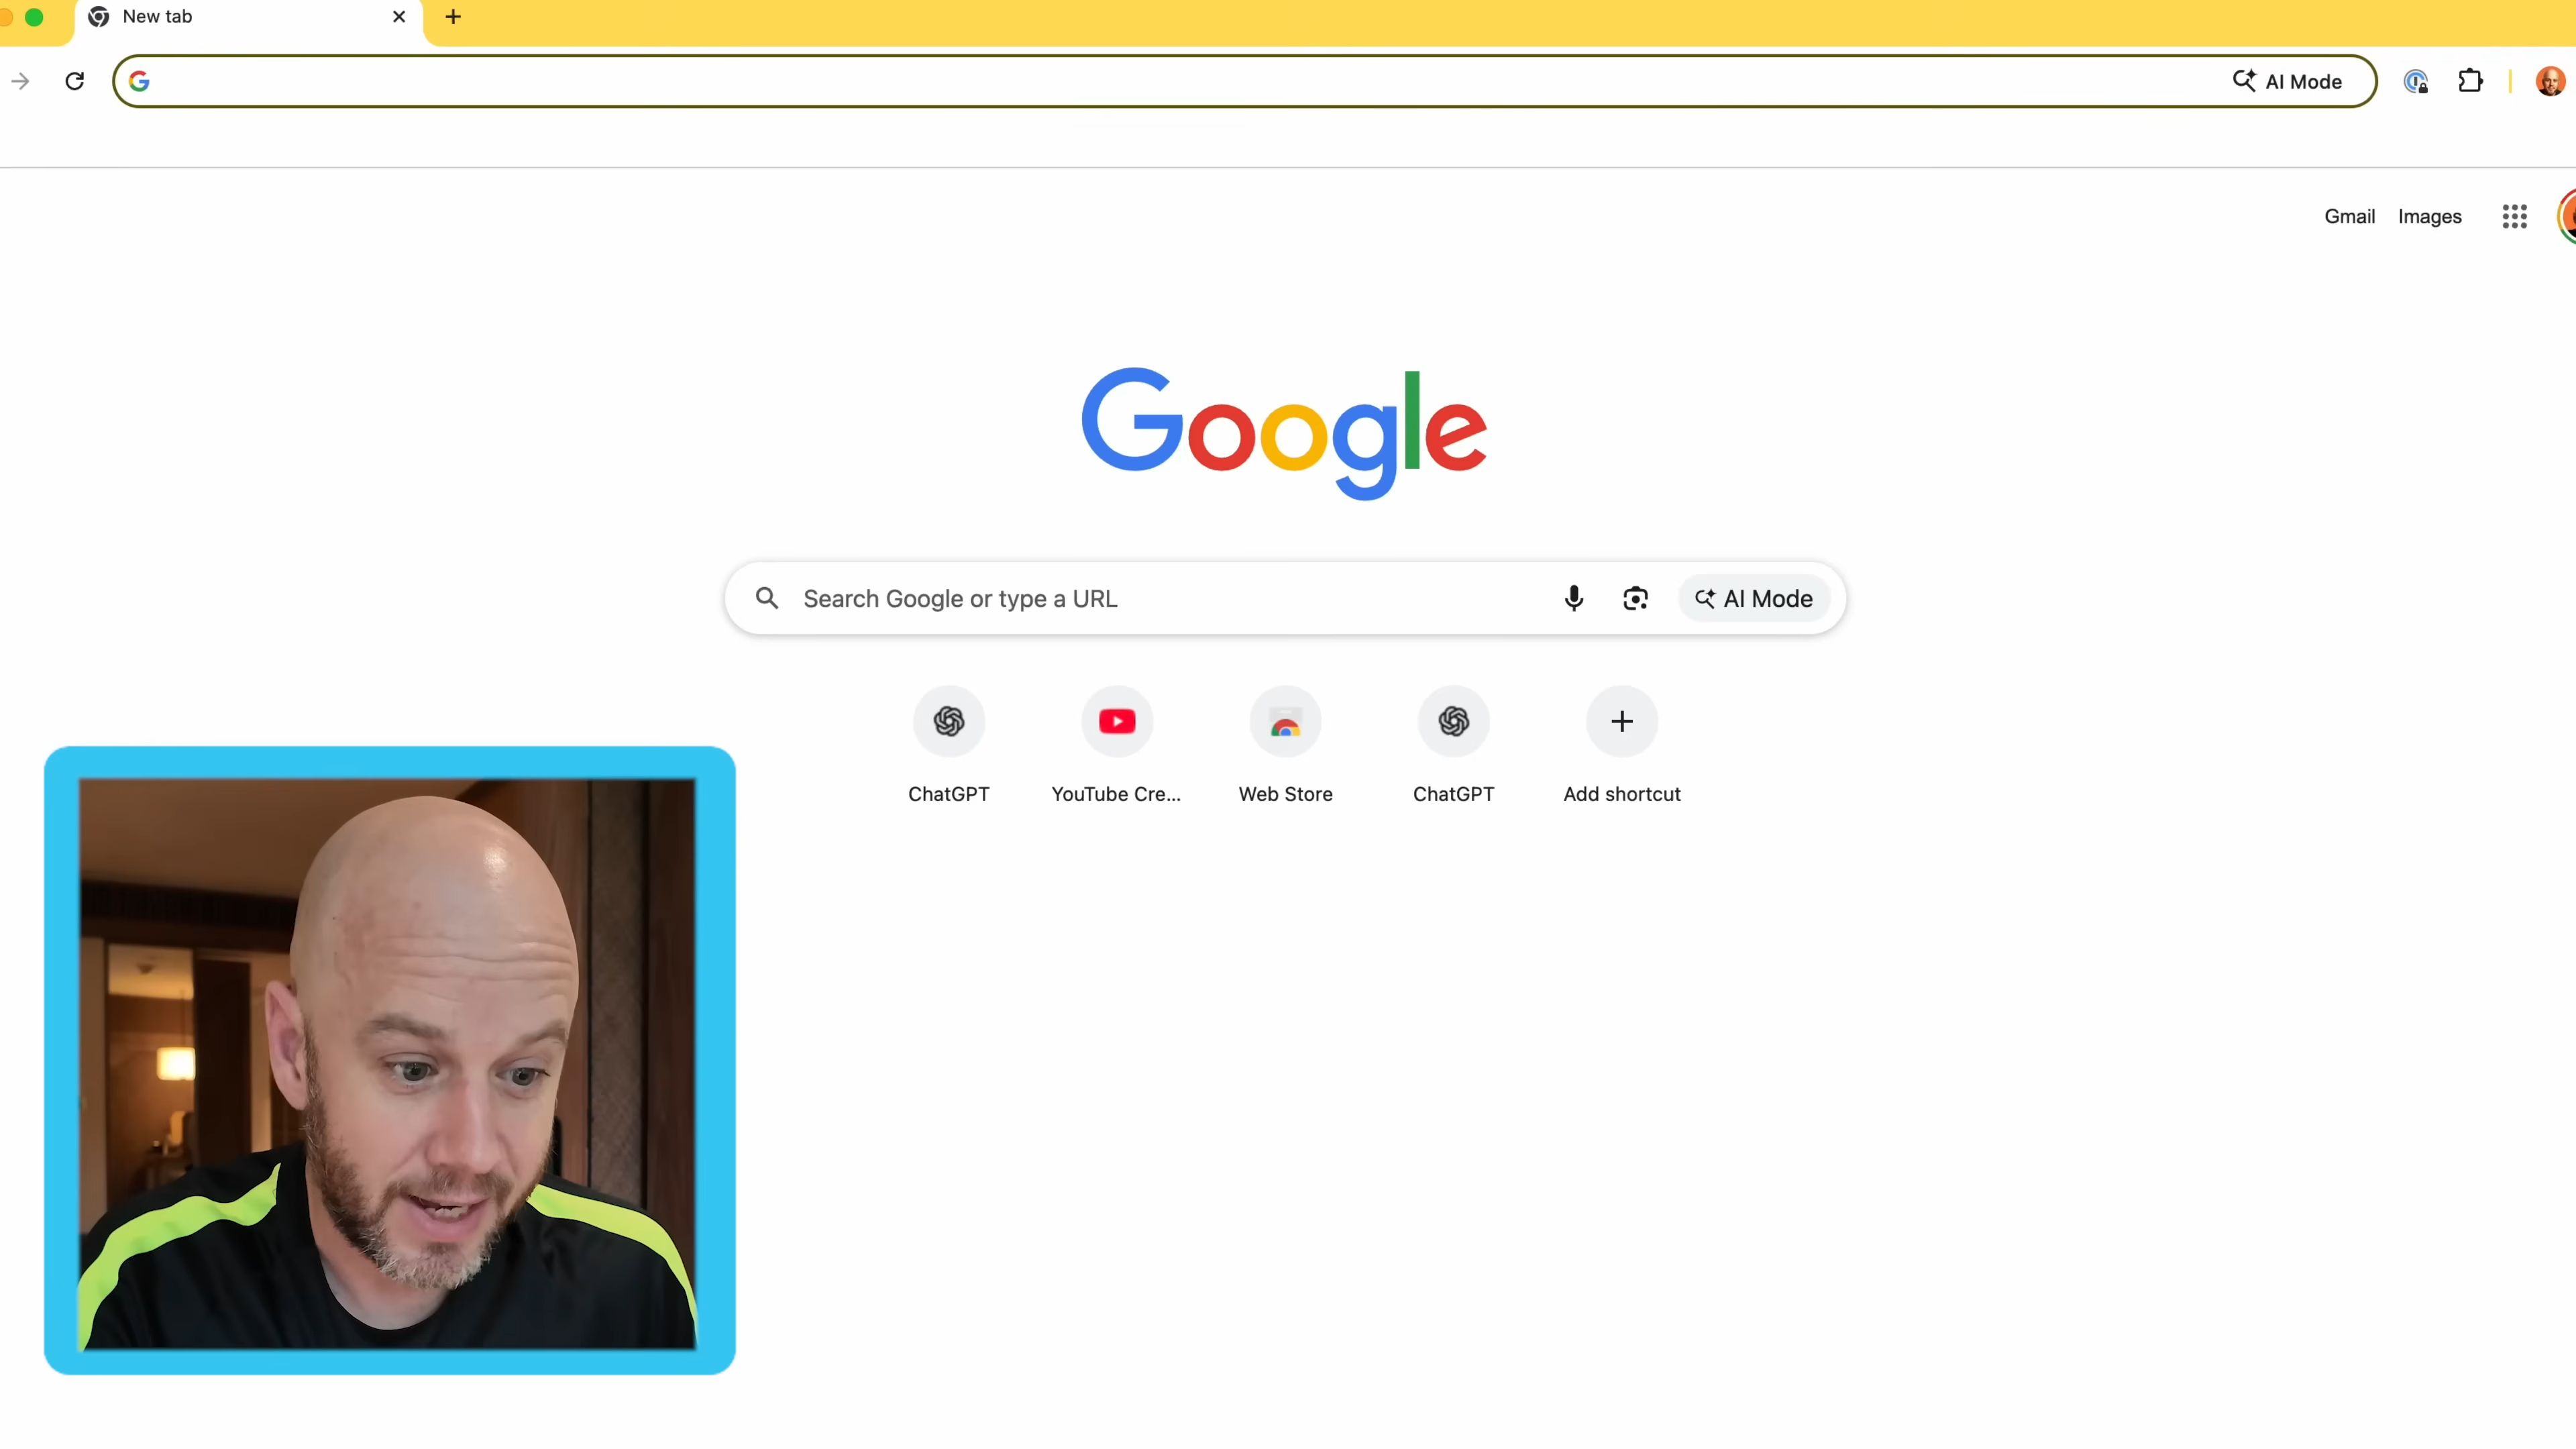 New tab
AI Mode
Gmail Images
Google
Search Google or type a URL
AI Mode
ChatGPT
YouTube Cre...
Web Store
ChatGPT
Add shortcut